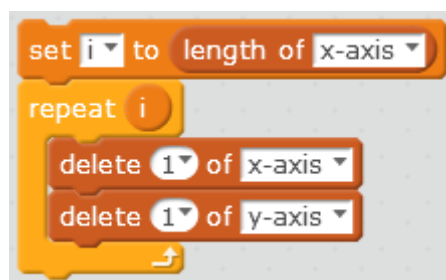 set i to length of x-axis
repeat i
delete 1 of x-axis
delete 1 of y-axis